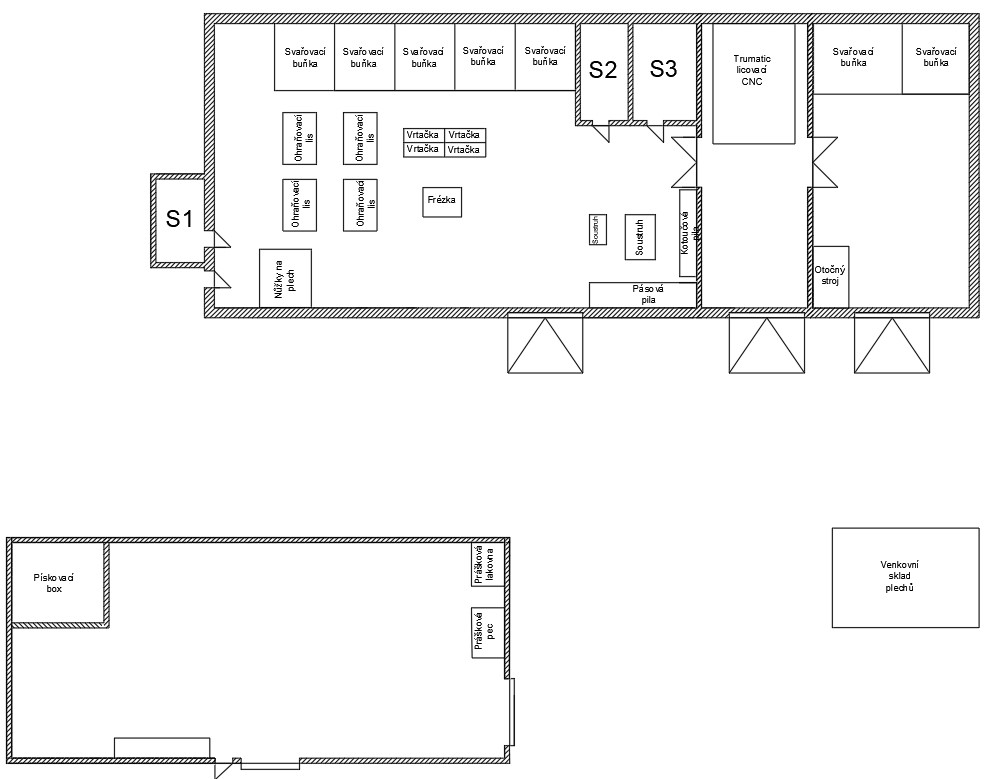 Svařovací
buňka
Svařovací
buňka
Svařovací
buňka
Svařovací
buňka
Svařovací
buňka
S2
S3
Trumatic
licovací
CNC
Svařovací
buňka
Svařovací
buňka
Ohraňovací
lis
Ohraňovací
lis
Vrtačka
Vrtačka
Vrtačka
Vrtačka
Ohraňovací
lis
Ohraňovací
lis
Frézka
S1
Soustruh
Soustruh
Kotoučová
pila
Nůžky na
plech
Pásová
pila
Otočný
stroj
Pískovací
box
Prášková
lakovna
Prášková
pec
Venkovní
sklad
plechů